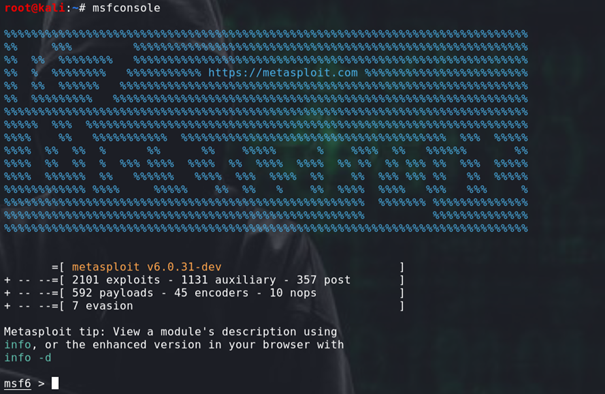 root@kali:~# msfconsole
https://metasploit.com
=[ metasploit v6.0.31-dev ]
+ -- --=[ 2101 exploits - 1131 auxiliary - 357 post ]
+ -- --=[ 592 payloads - 45 encoders - 10 nops ]
+ -- --=[ 7 evasion ]
Metasploit tip: View a module's description using
info, or the enhanced version in your browser with
info -d
msf6 >